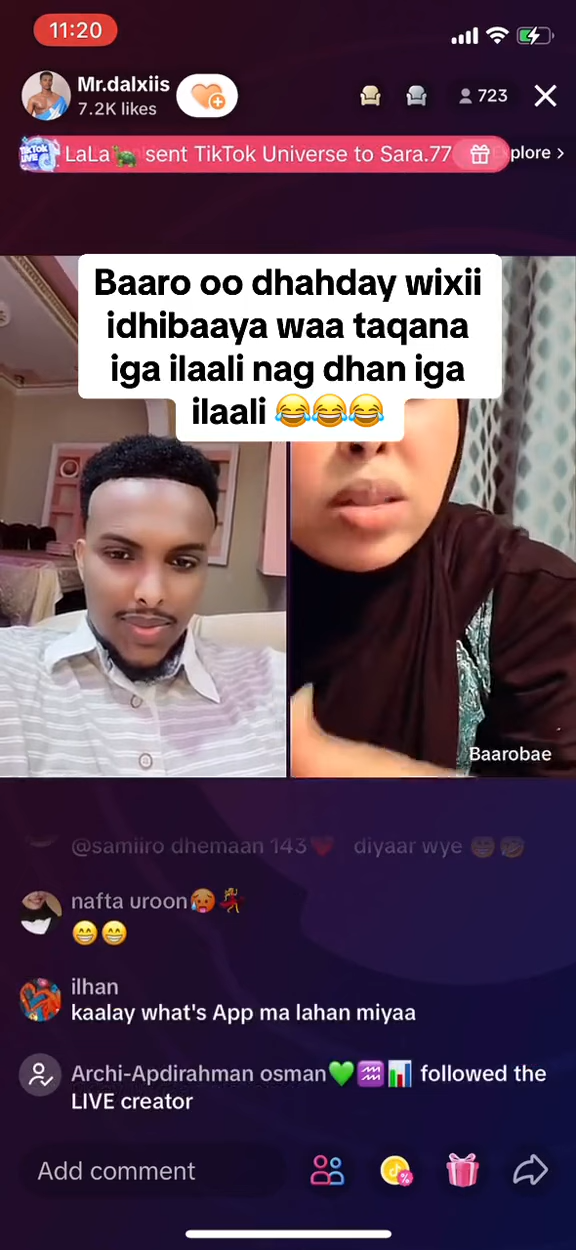 11:20
Mr.dalxiis
7.2K likes
723
LaLa🐢 sent TikTok Universe to Sara.77
plore >
Baaro oo dhahday wixii
idhibaaya waa taqana
iga ilaali nag dhan iga
ilaali 😂😂😂
Baarobae
@samiiro dhemaan 143❤️ diyaar wye 😁🤣
nafta uroon🥵💃
😁😁
ilhan
kaalay what's App ma lahan miyaa
Archi-Apdirahman osman💚♒📊 followed the
LIVE creator
Add comment